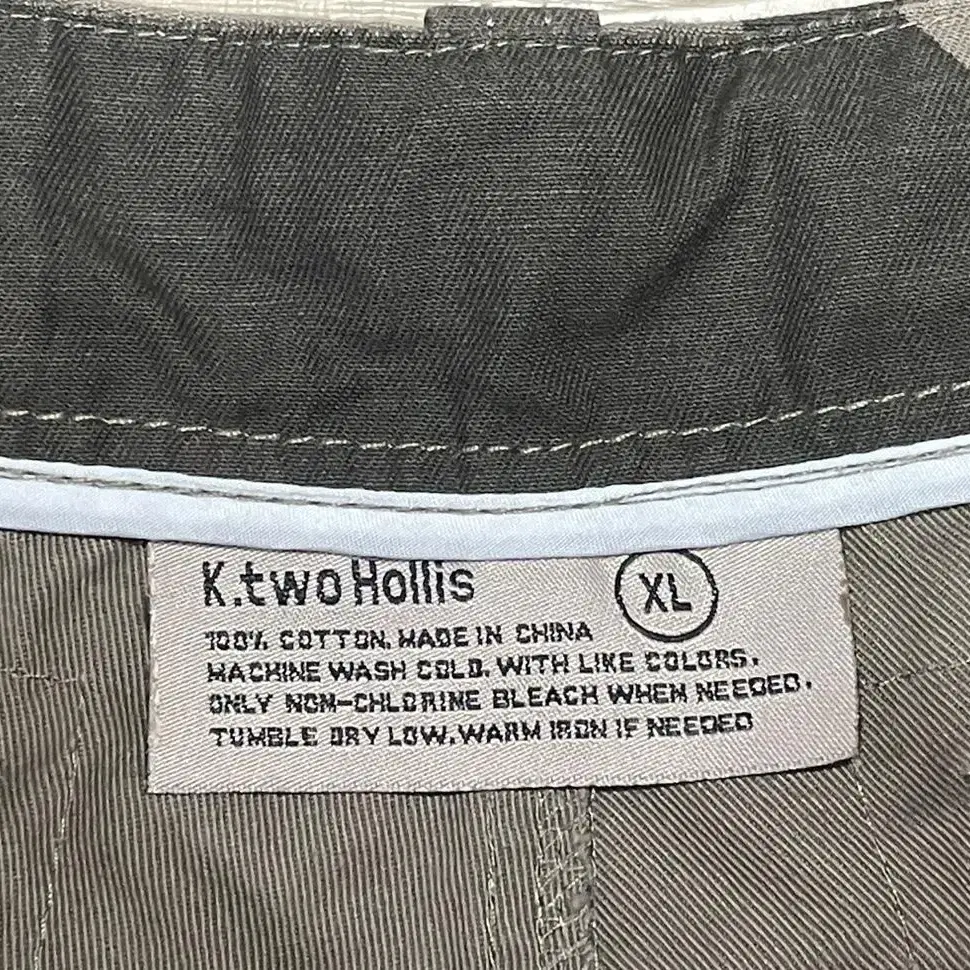 K.two Hollis XL
100% COTTON. MADE IN CHINA
MACHINE WASH COLD. WITH LIKE COLORS.
ONLY NON-CHLORINE BLEACH WHEN NEEDED.
TUMBLE DRY LOW. WARM IRON IF NEEDED